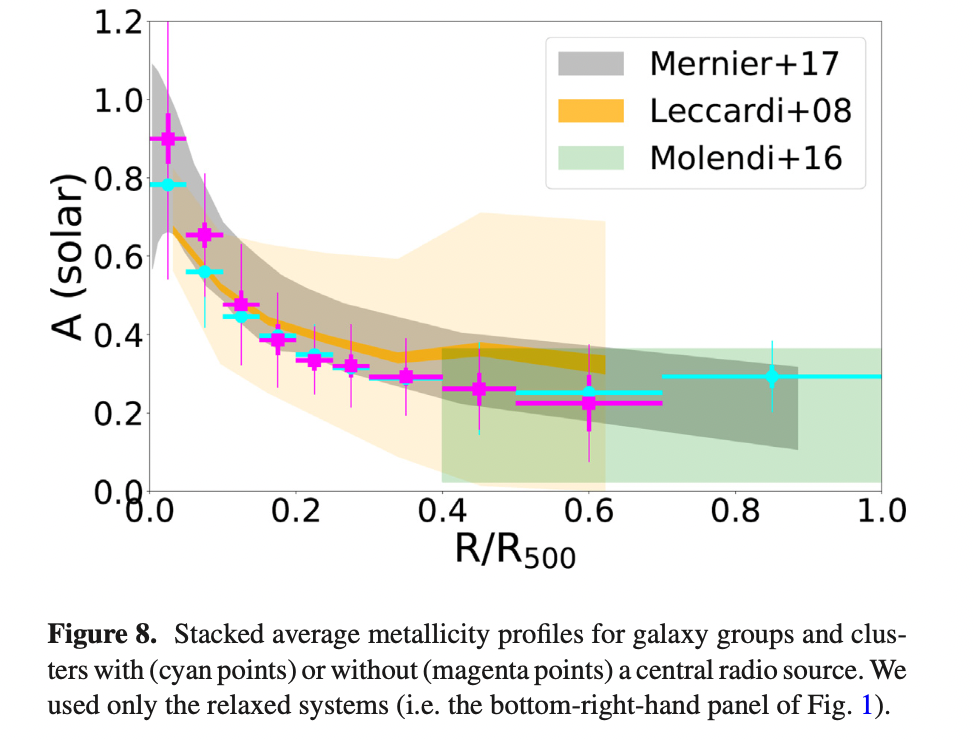 1.2
1.0
0.8
0.6
0.4
0.2
0.0
A (solar)
Mernier+17
Leccardi+08
Molendi+16
0.0 0.2 0.4 0.6 0.8 1.0
R/R500
Figure 8. Stacked average metallicity profiles for galaxy groups and clus-
ters with (cyan points) or without (magenta points) a central radio source. We
used only the relaxed systems (i.e. the bottom-right-hand panel of Fig. 1).